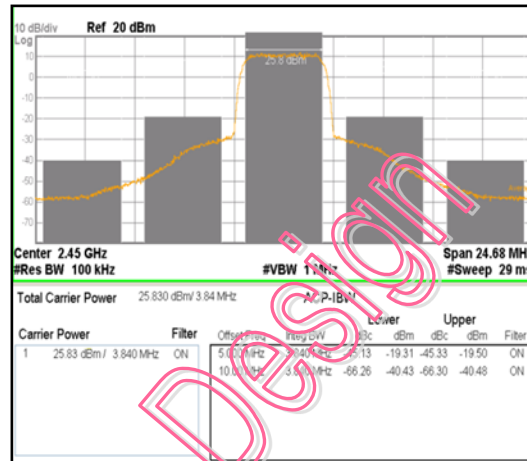 10 dB/div Ref 20 dBm
Log
10
0
-10
-20
-30
-40
-50
-60
-70
25.8 dBm
Center 2.45 GHz Span 24.68 MH
#Res BW 100 kHz #VBW 1 MHz #Sweep 29 ms
Total Carrier Power 25.830 dBm/ 3.84 MHz ACP-IBW
Lower Upper
Carrier Power Filter Offset Freq Integ BW dBc dBm dBc dBm Filter
1 25.83 dBm / 3.840 MHz ON 5.000 MHz 3.840 MHz -45.13 -19.31 -45.33 -19.50 ON
10.00 MHz 3.840 MHz -66.26 -40.43 -66.30 -40.48 ON
Design